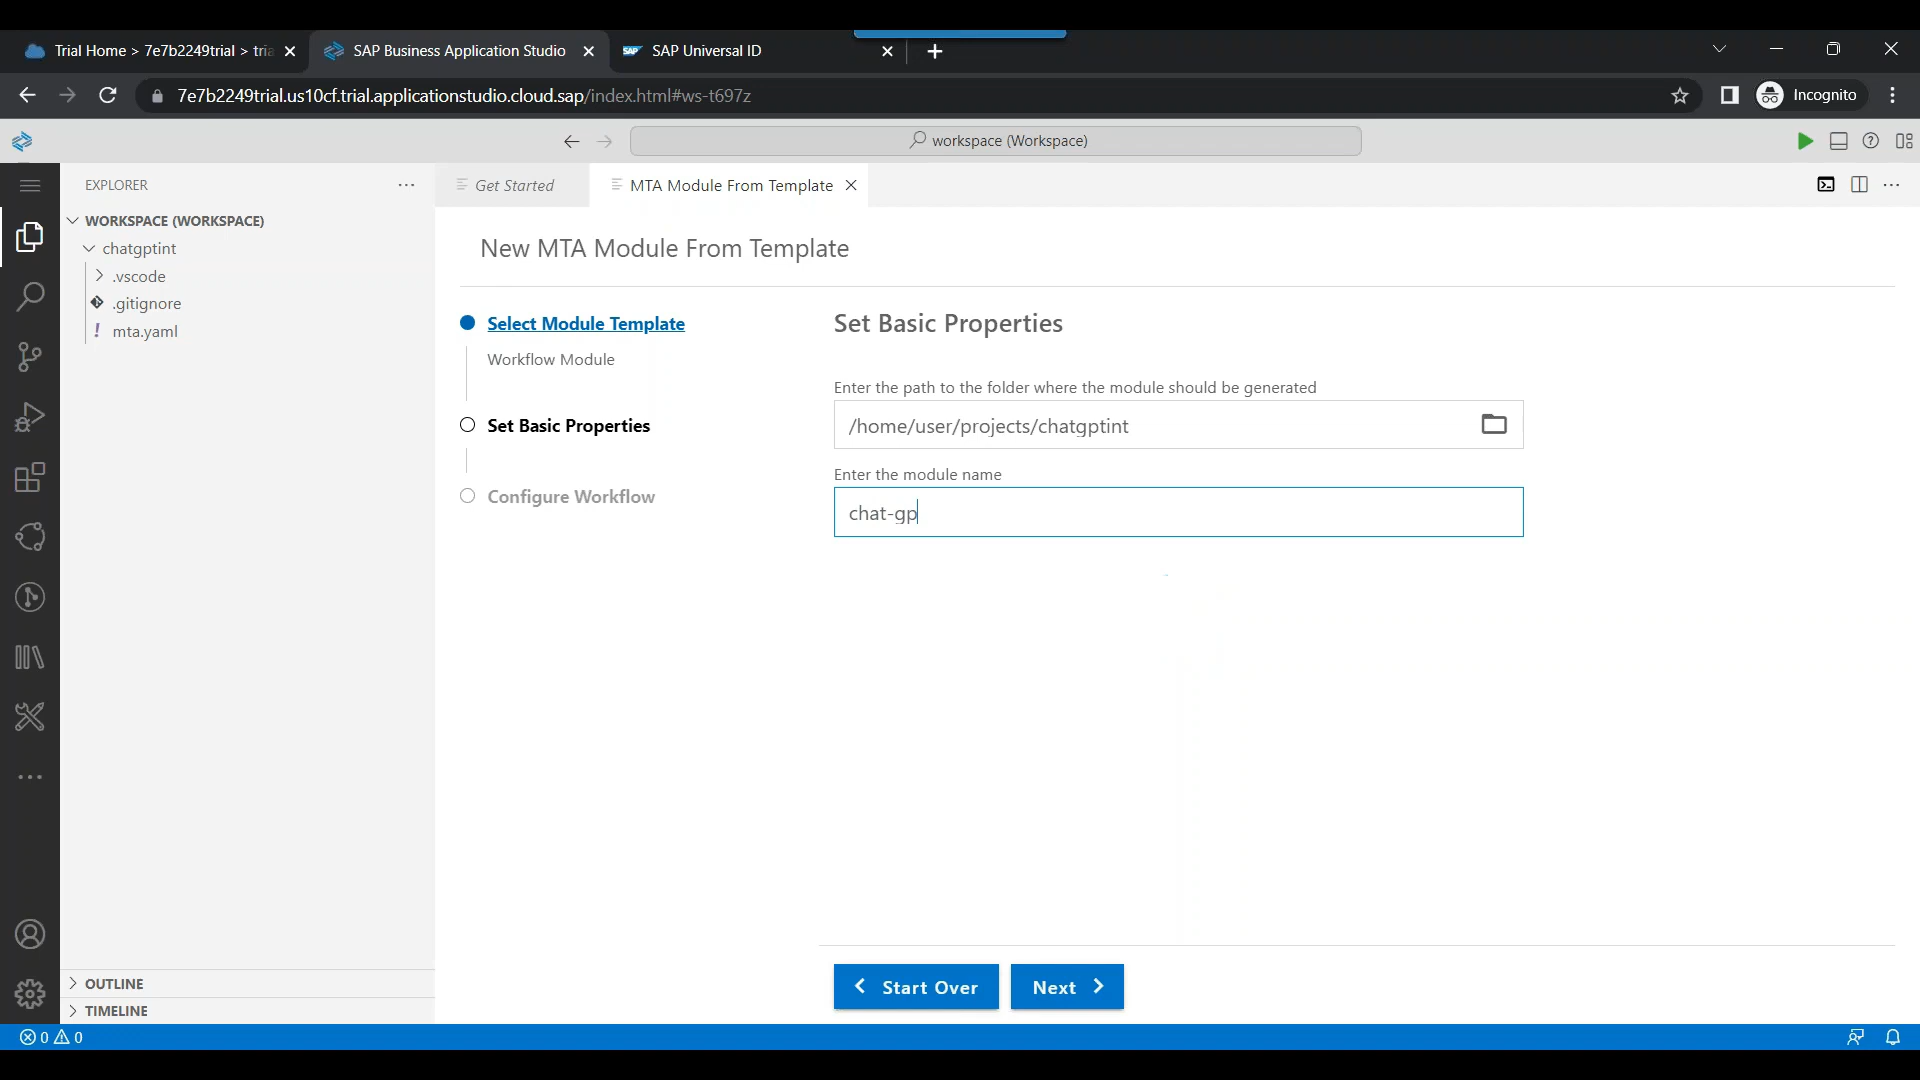 Trial Home > 7e7b2249trial > tria
SAP Business Application Studio
SAP
SAP Universal ID
7e7b2249trial.us10cf.trial.applicationstudio.cloud.sap/index.html#ws-t697z
Incognito
workspace (Workspace)
EXPLORER
Get Started
MTA Module From Template
WORKSPACE (WORKSPACE)
chatgptint
.vscode
.gitignore
! mta.yaml
New MTA Module From Template
Select Module Template
Workflow Module
Set Basic Properties
Configure Workflow
Set Basic Properties
Enter the path to the folder where the module should be generated
/home/user/projects/chatgptint
Enter the module name
chat-gp
Start Over
Next
OUTLINE
TIMELINE
0 0